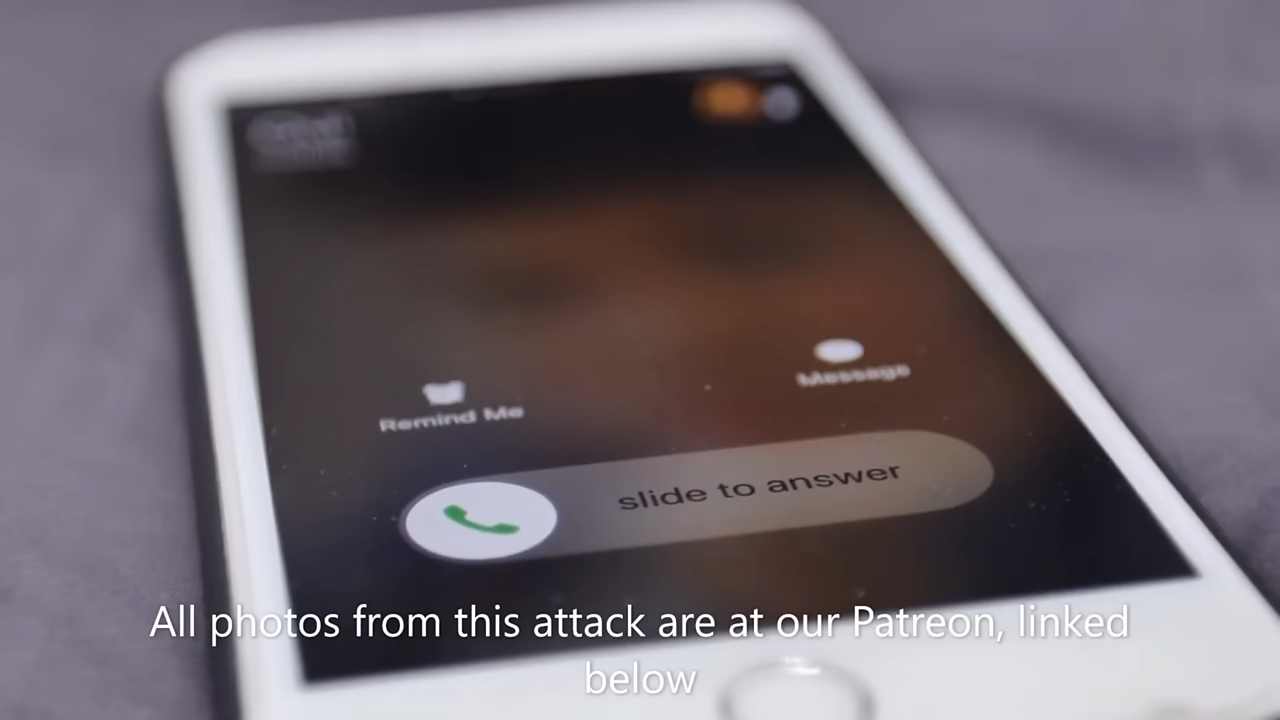 Remind Me
Message
slide to answer
All photos from this attack are at our Patreon, linked
below